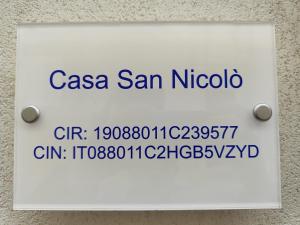 Casa San Nicolò
CIR: 19088011C239577
CIN: IT088011C2HGB5VZYD